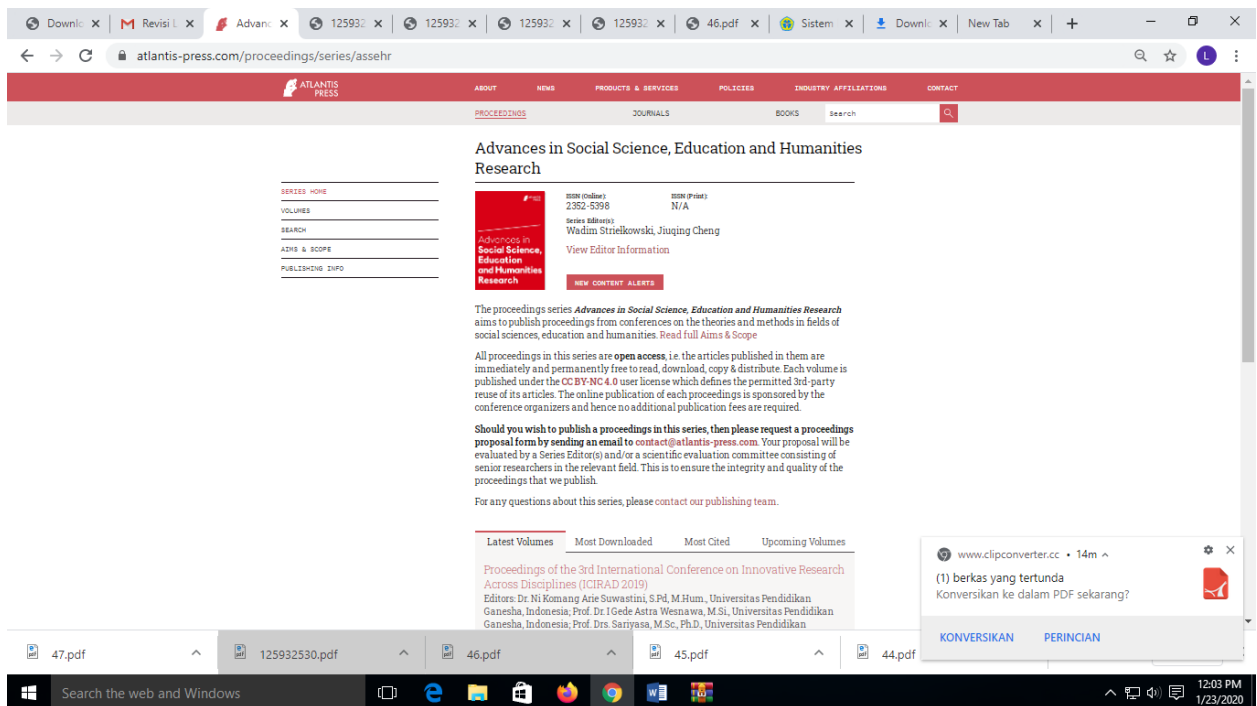 Downlo
Revisi L
Advanc
125932
125932
125932
125932
46.pdf
Sistem
Downlo
New Tab
atlantis-press.com/proceedings/series/assehr
L
ATLANTIS
PRESS
ABOUT
NEWS
PRODUCTS & SERVICES
POLICIES
INDUSTRY AFFILIATIONS
CONTACT
PROCEEDINGS
JOURNALS
BOOKS
Search
Advances in Social Science, Education and Humanities
Research
SERIES HOME
VOLUMES
SEARCH
AIMS & SCOPE
PUBLISHING INFO
Advances in
Social Science,
Education
and Humanities
Research
ISSN (Online):
2352-5398
ISSN (Print):
N/A
Series Editor(s):
Wadim Strielkowski, Jiuqing Cheng
View Editor Information
NEW CONTENT ALERTS
The proceedings series Advances in Social Science, Education and Humanities Research
aims to publish proceedings from conferences on the theories and methods in fields of
social sciences, education and humanities. Read full Aims & Scope
All proceedings in this series are open access, i.e. the articles published in them are
immediately and permanently free to read, download, copy & distribute. Each volume is
published under the CC BY-NC 4.0 user license which defines the permitted 3rd-party
reuse of its articles. The online publication of each proceedings is sponsored by the
conference organizers and hence no additional publication fees are required.
Should you wish to publish a proceedings in this series, then please request a proceedings
proposal form by sending an email to contact@atlantis-press.com. Your proposal will be
evaluated by a Series Editor(s) and/or a scientific evaluation committee consisting of
senior researchers in the relevant field. This is to ensure the integrity and quality of the
proceedings that we publish.
For any questions about this series, please contact our publishing team.
Latest Volumes
Most Downloaded
Most Cited
Upcoming Volumes
Proceedings of the 3rd International Conference on Innovative Research
Across Disciplines (ICIRAD 2019)
Editors: Dr. Ni Komang Arie Suwastini, S.Pd, M.Hum., Universitas Pendidikan
Ganesha, Indonesia; Prof. Dr. I Gede Astra Wesnawa, M.Si., Universitas Pendidikan
Ganesha, Indonesia; Prof. Drs. Sariyasa, M.Sc., Ph.D., Universitas Pendidikan
www.clipconverter.cc • 14m
(1) berkas yang tertunda
Konversikan ke dalam PDF sekarang?
KONVERSIKAN
PERINCIAN
47.pdf
125932530.pdf
46.pdf
45.pdf
44.pdf
Search the web and Windows
12:03 PM
1/23/2020